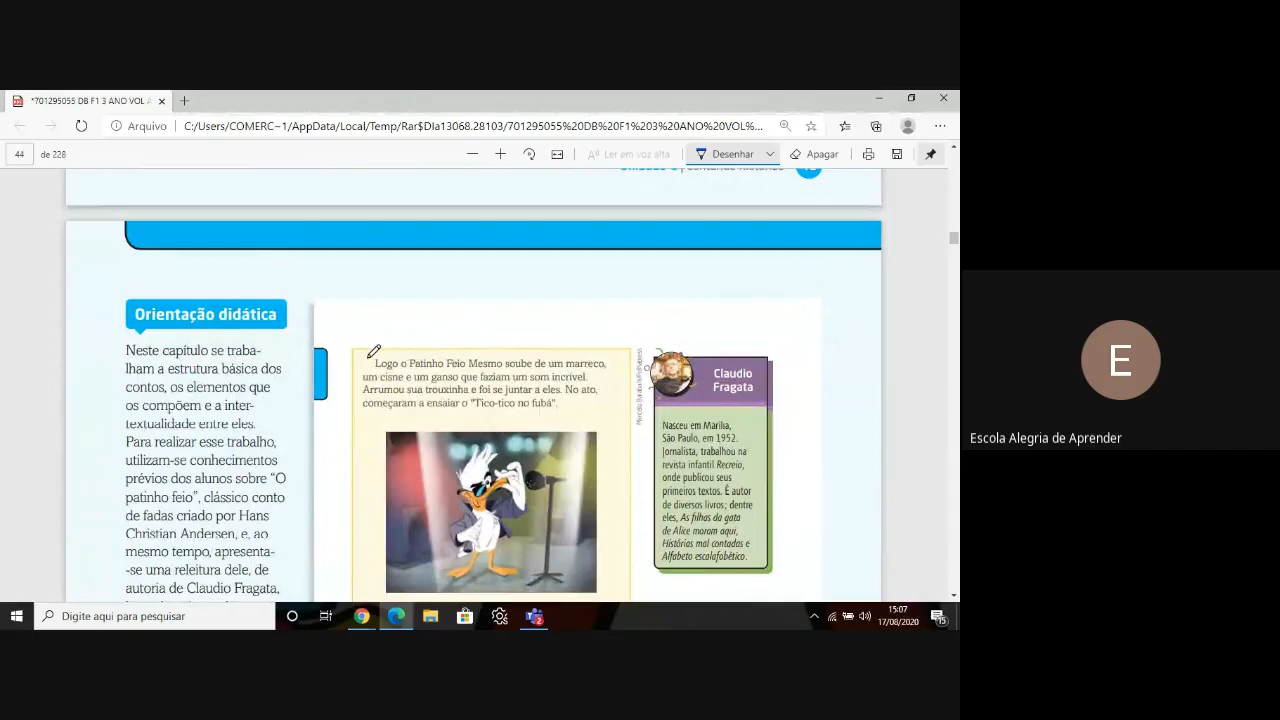 *701295055 DB F1 3 ANO VOL
Arquivo
C:/Users/COMERC~1/AppData/Local/Temp/Rar$DIa13068.28103/701295055%20DB%20F1%203%20ANO%20VOL%...
44 de 228
Ler em voz alta
Desenhar
Apagar
Orientação didática
Neste capítulo se traba-
lham a estrutura básica dos
contos, os elementos que
os compõem e a inter-
textualidade entre eles.
Para realizar esse trabalho,
utilizam-se conhecimentos
prévios dos alunos sobre “O
patinho feio”, clássico conto
de fadas criado por Hans
Christian Andersen, e, ao
mesmo tempo, apresenta-
-se uma releitura dele, de
autoria de Claudio Fragata,
Logo o Patinho Feio Mesmo soube de um marreco,
um cisne e um ganso que faziam um som incrível.
Arrumou sua trouxinha e foi se juntar a eles. No ato,
começaram a ensaiar o "Tico-tico no fubá".
Claudio
Fragata
Nasceu em Marília,
São Paulo, em 1952.
Jornalista, trabalhou na
revista infantil Recreio,
onde publicou seus
primeiros textos. É autor
de diversos livros; dentre
eles, As filhas da gata
de Alice moram aqui,
Histórias mal contadas e
Alfabeto escalafobético.
E
Escola Alegria de Aprender
Digite aqui para pesquisar
15:07
17/08/2020
15